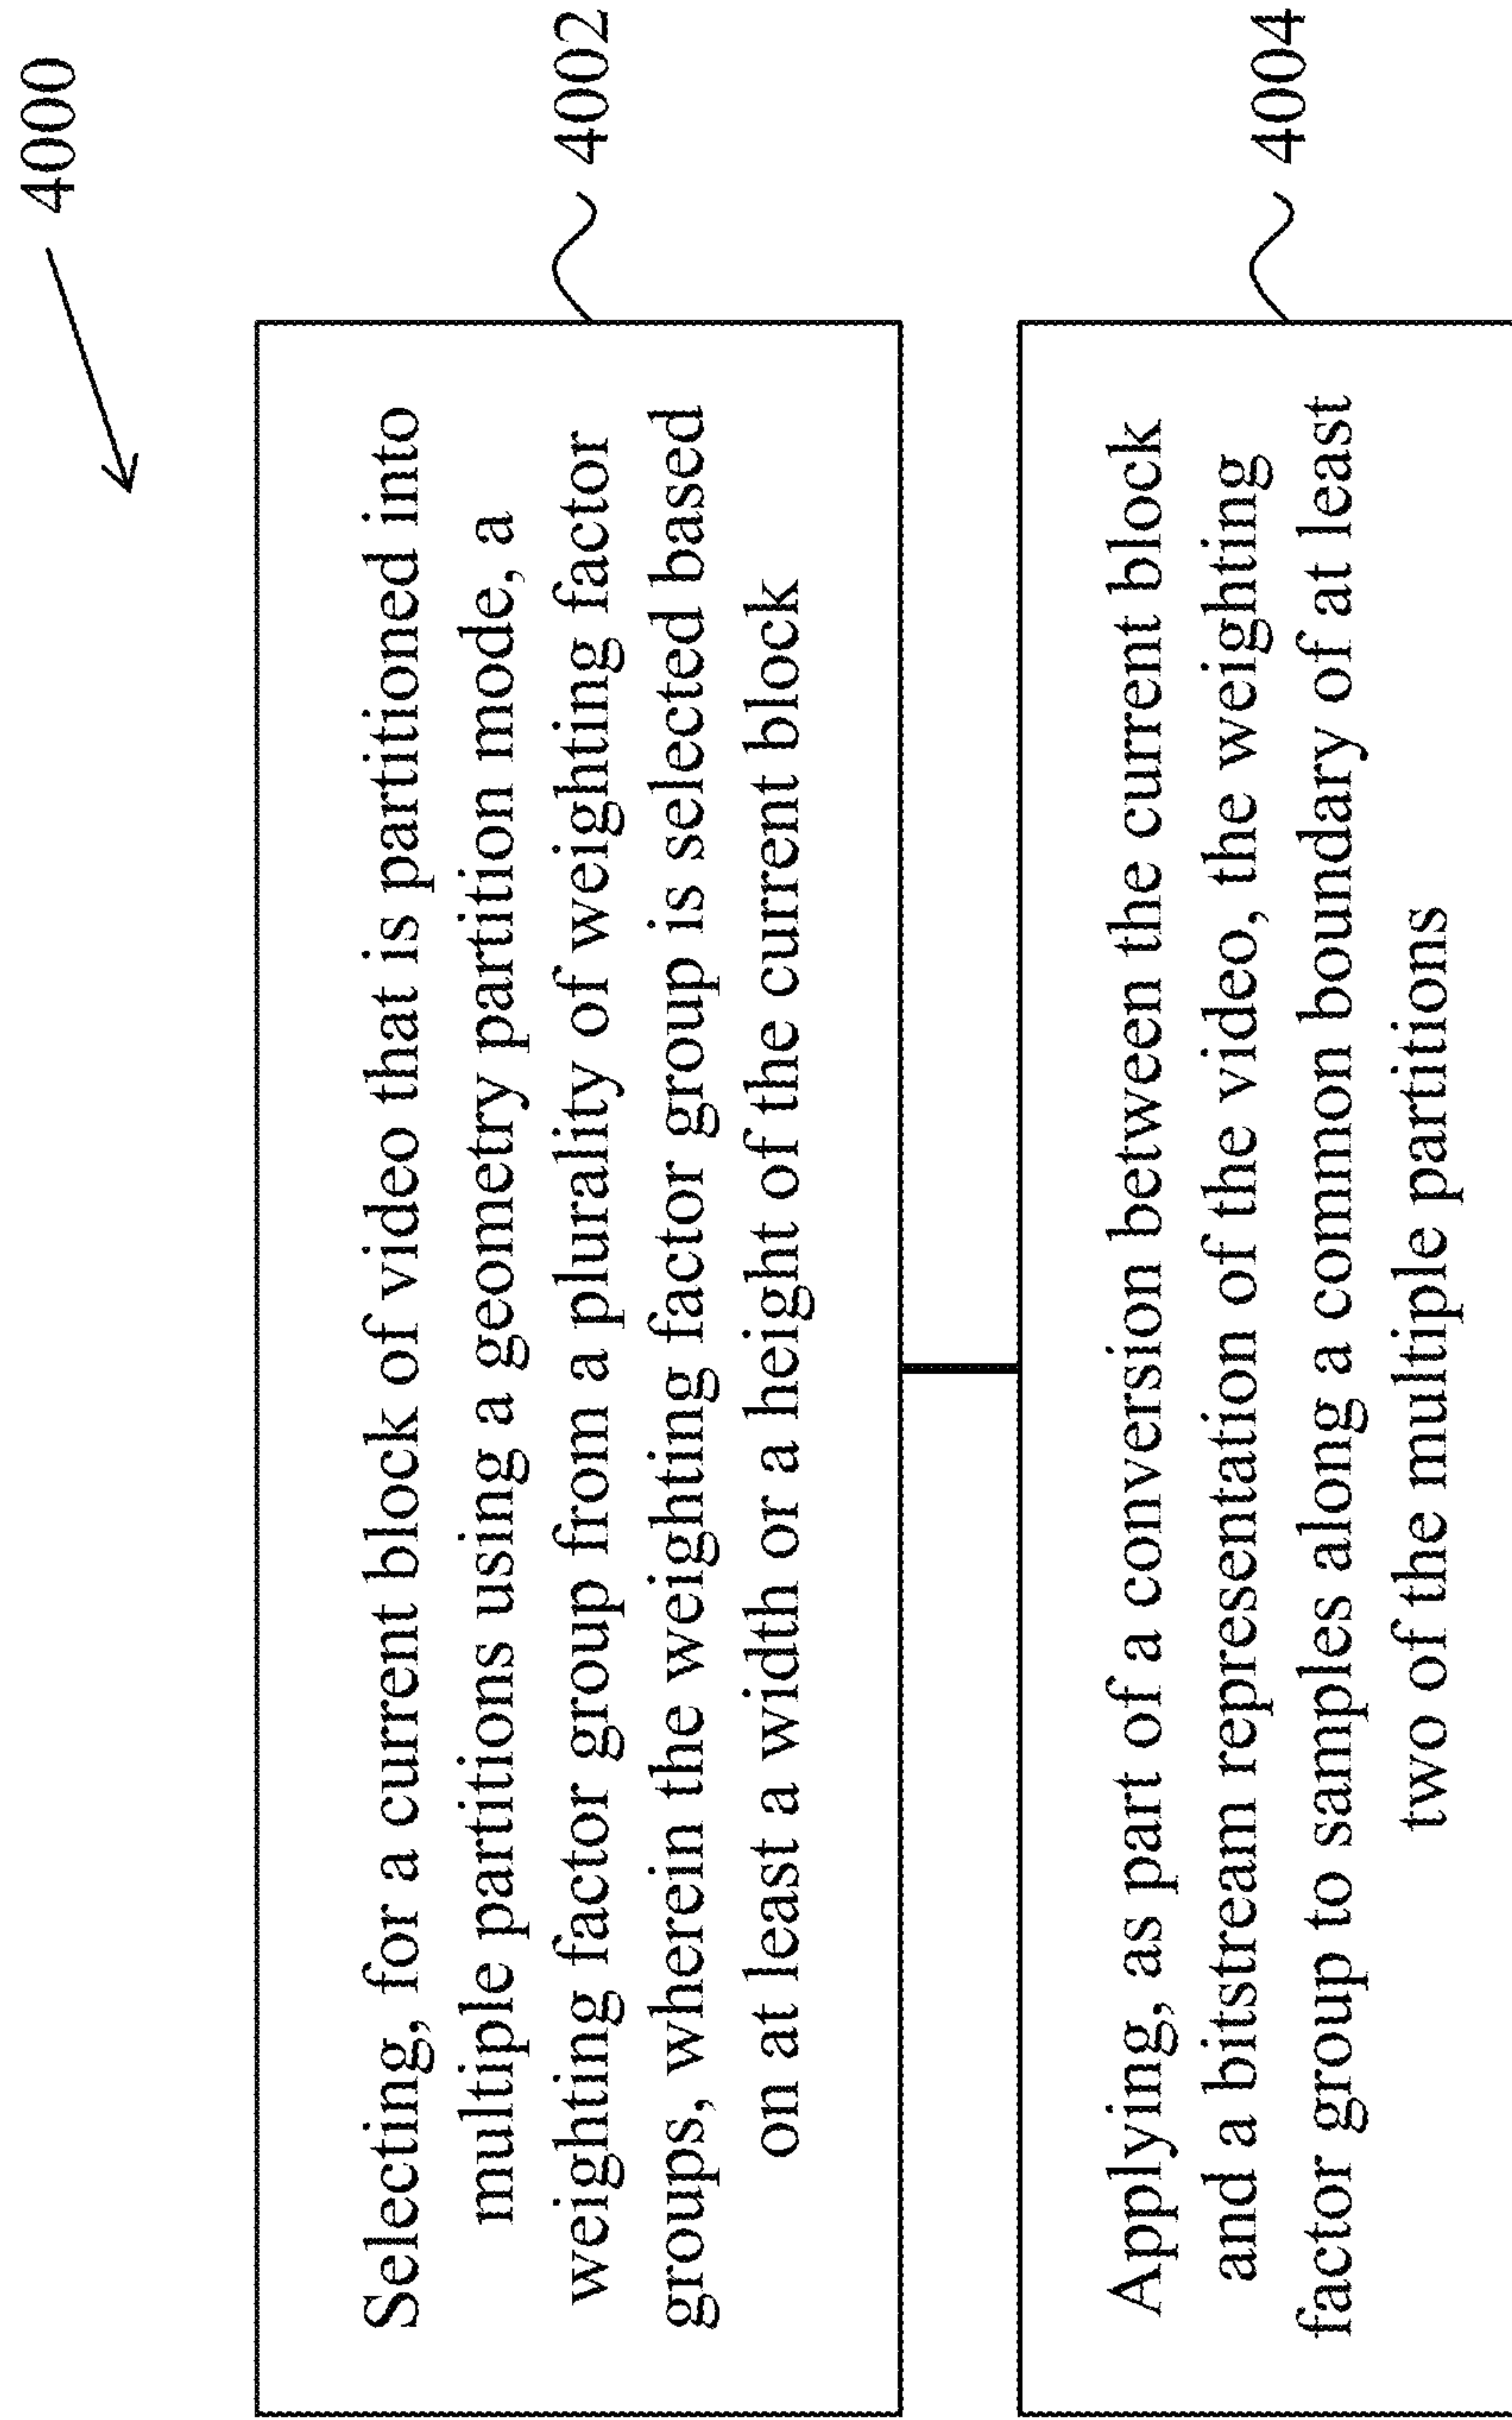 4000
Selecting, for a current block of video that is partitioned into
multiple partitions using a geometry partition mode, a
weighting factor group from a plurality of weighting factor
groups, wherein the weighting factor group is selected based
on at least a width or a height of the current block
4002
Applying, as part of a conversion between the current block
and a bitstream representation of the video, the weighting
factor group to samples along a common boundary of at least
two of the multiple partitions
4004